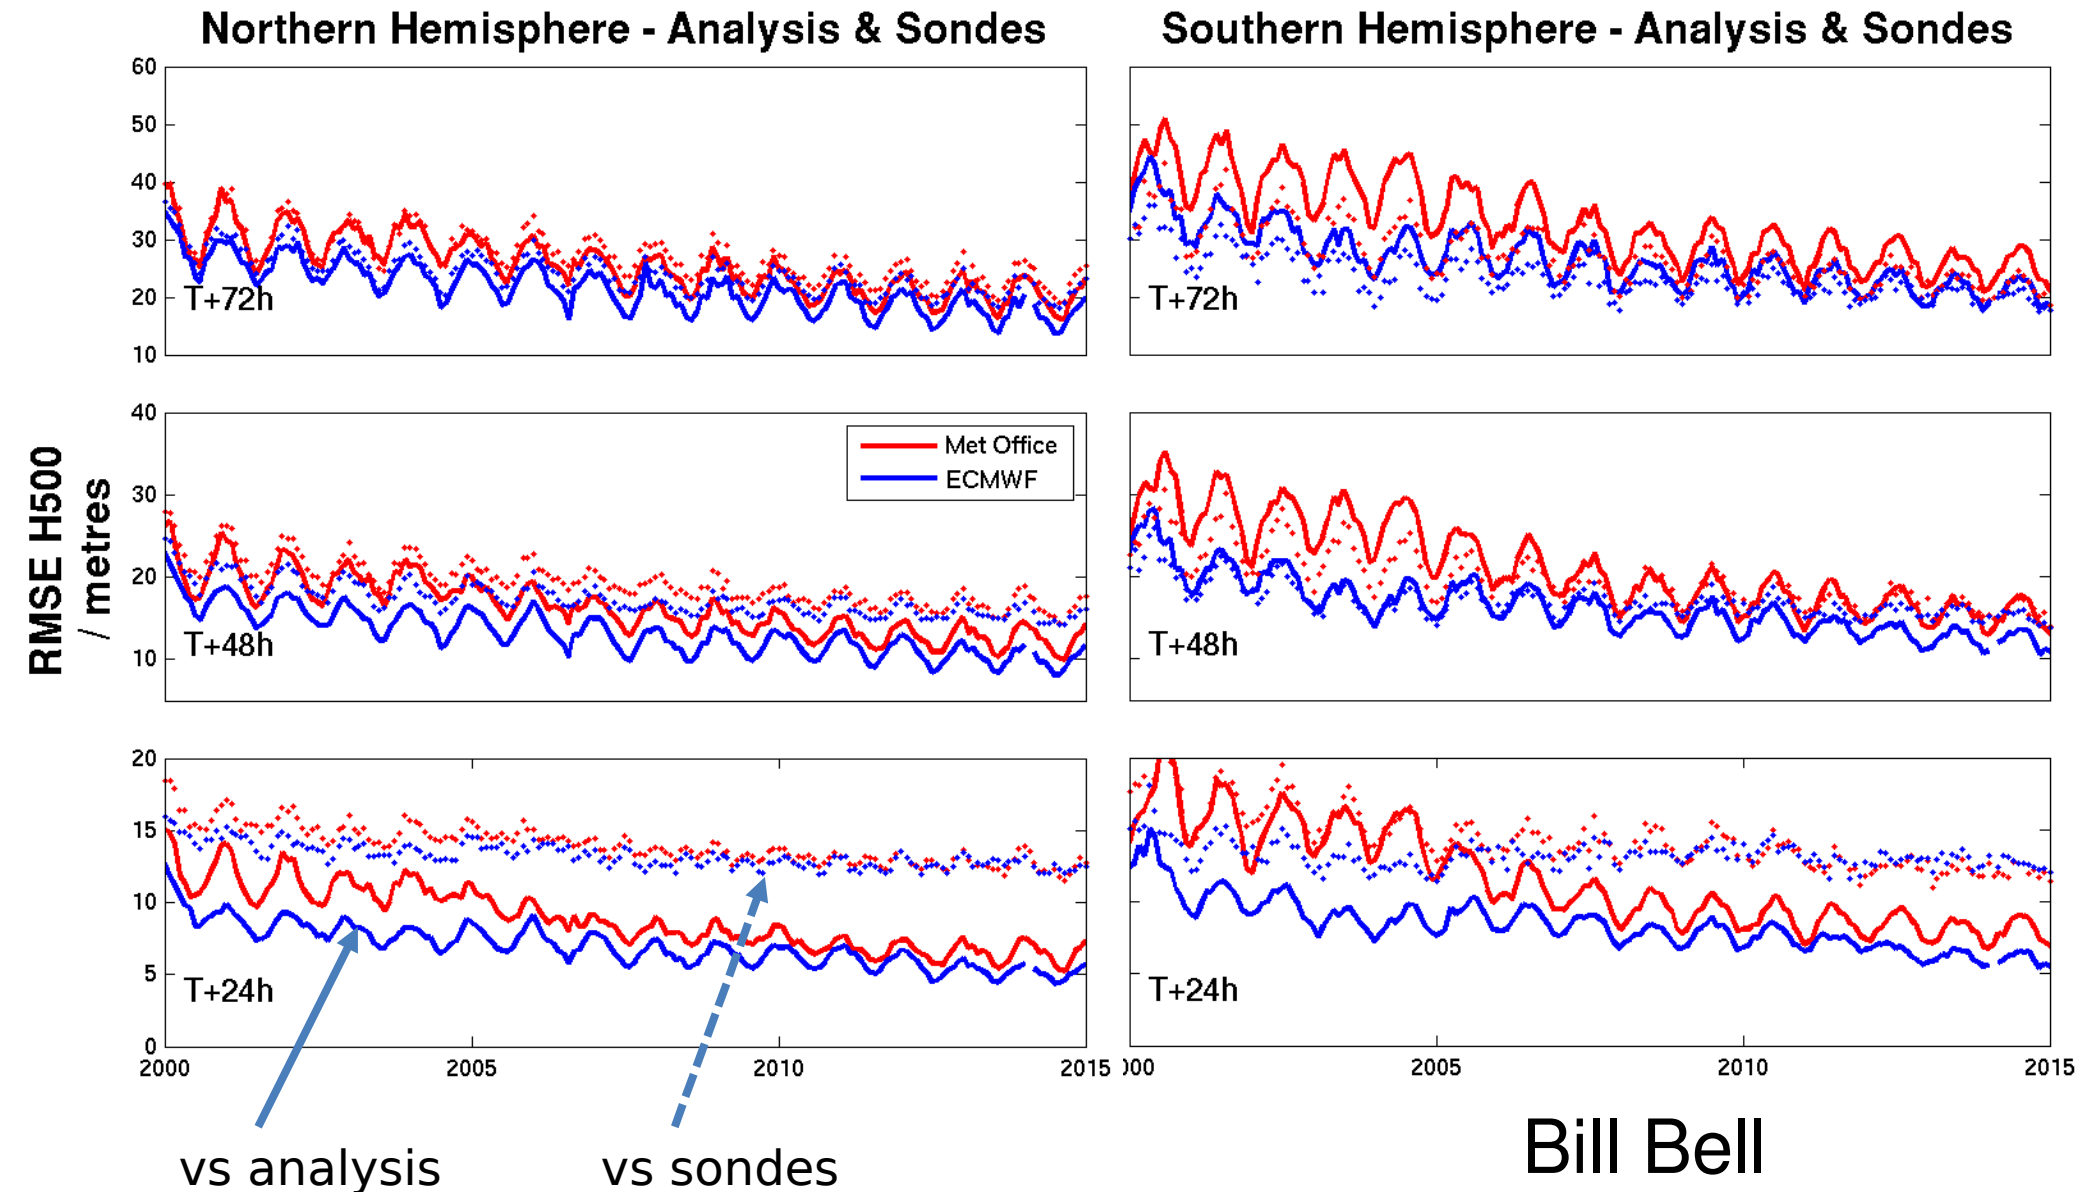 Northern Hemisphere - Analysis & Sondes
Southern Hemisphere - Analysis & Sondes
60
50
40
30
20
10
T+72h
T+72h
RMSE H500
/ metres
40
30
20
10
Met Office
ECMWF
T+48h
T+48h
20
15
10
5
0
T+24h
T+24h
2000
2005
2010
2015
000
2005
2010
2015
vs analysis
vs sondes
Bill Bell